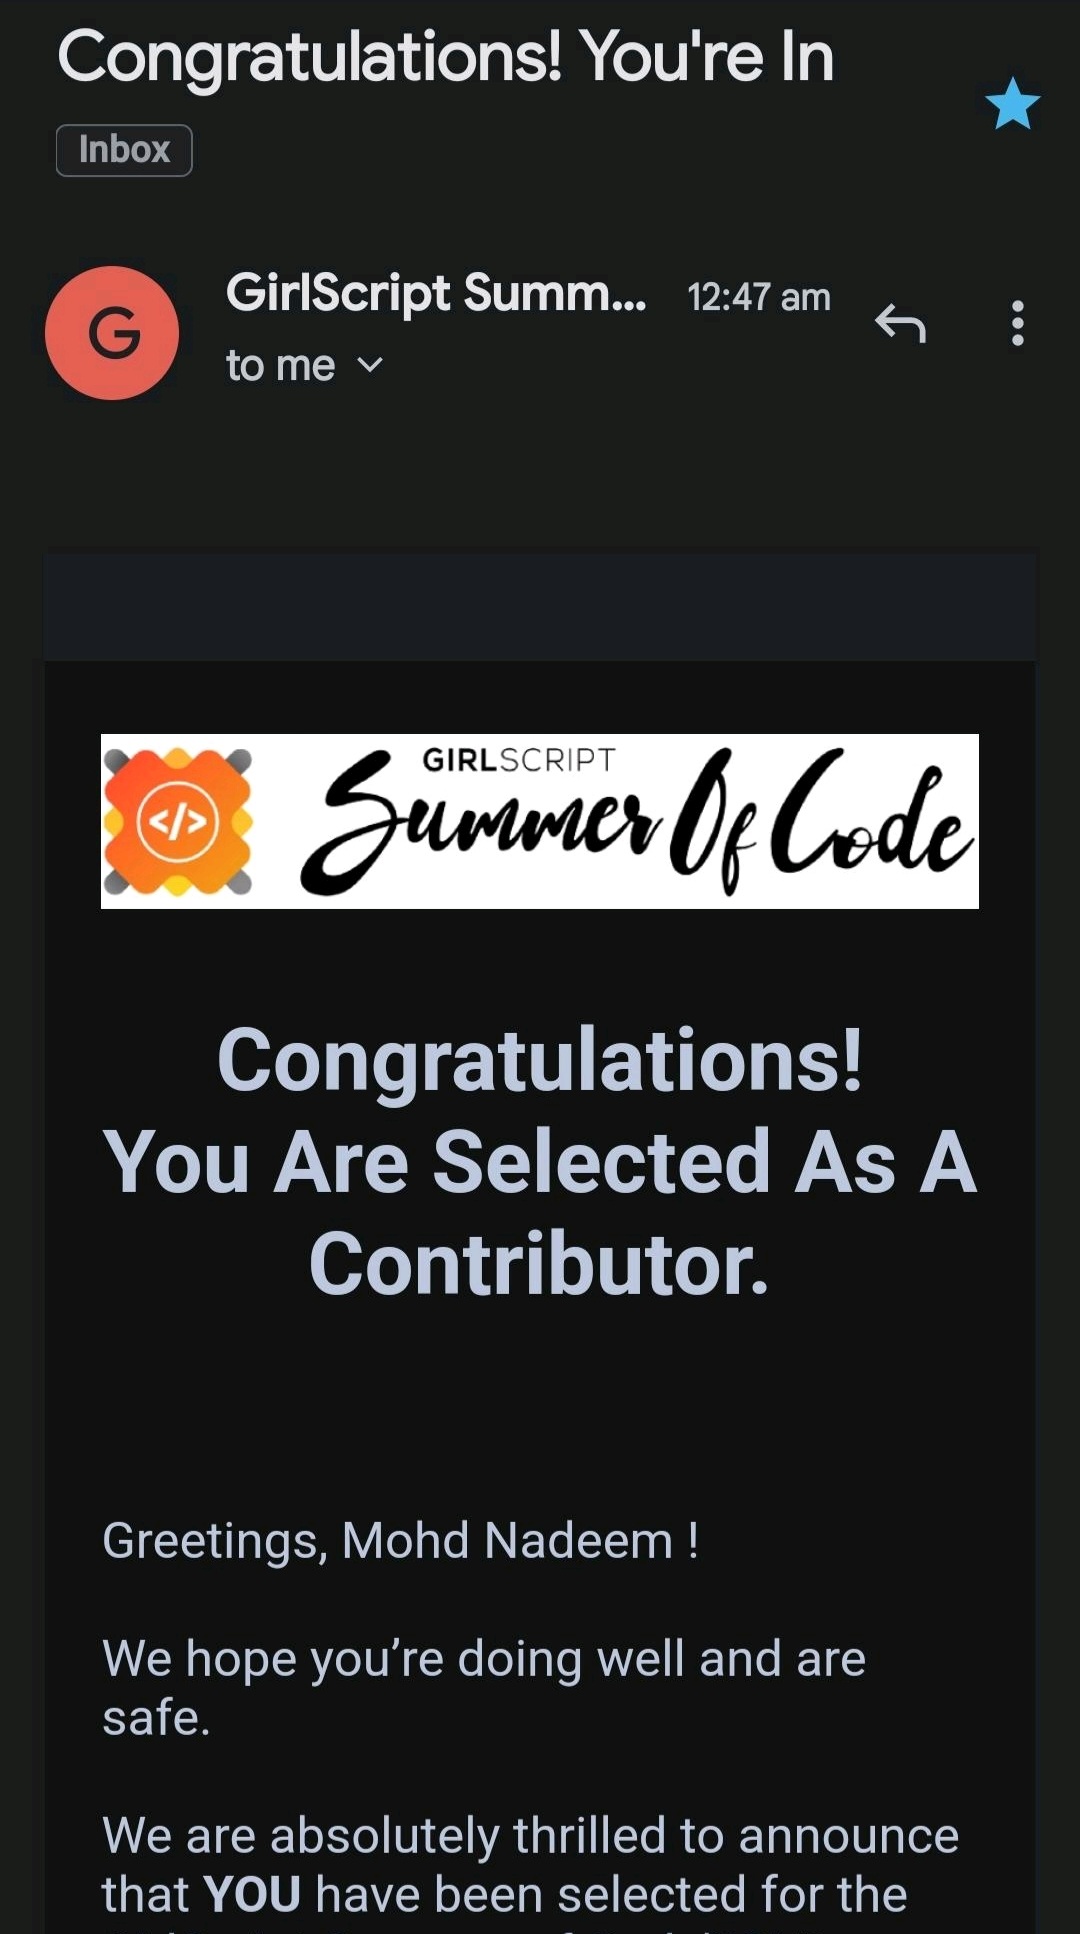 Congratulations! You're In
Inbox
G
GirlScript Summ... 12:47 am
to me
</>
GIRLSCRIPT
Summer Of Code
Congratulations!
You Are Selected As A
Contributor.
Greetings, Mohd Nadeem !
We hope you’re doing well and are
safe.
We are absolutely thrilled to announce
that YOU have been selected for the